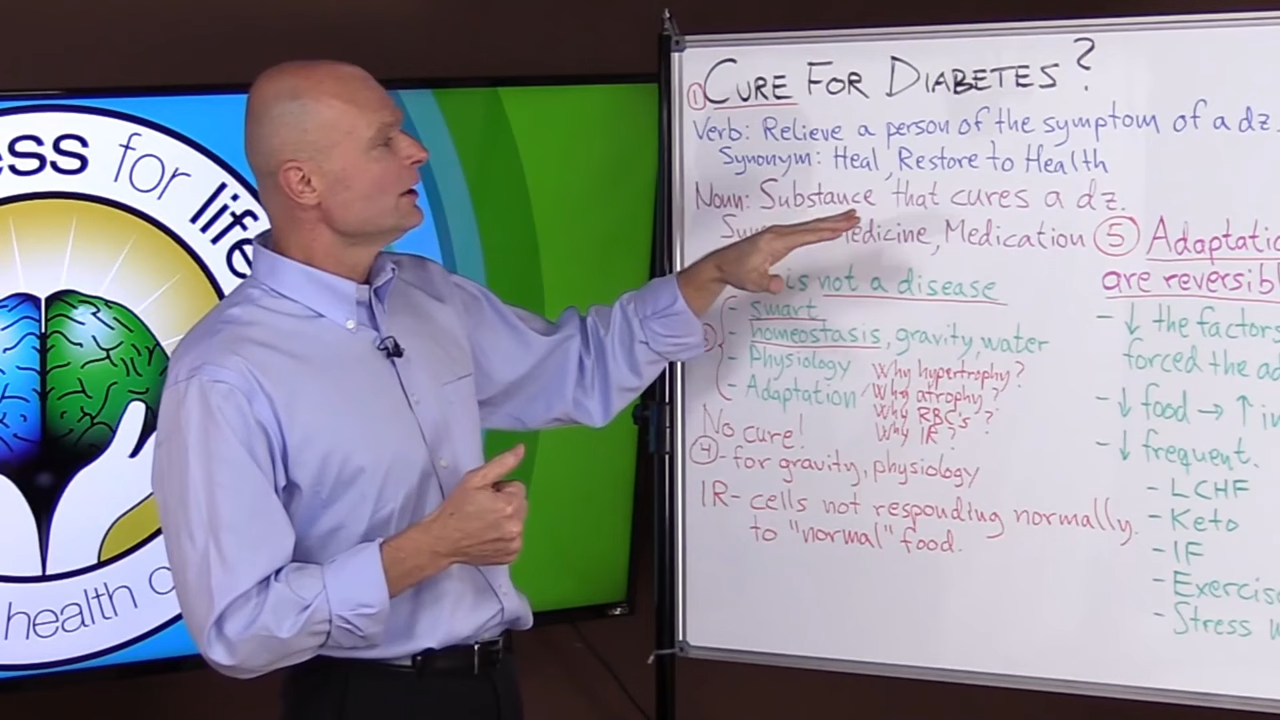 ess for life
health
① CURE FOR DIABETES?
Verb: Relieve a person of the symptom of a dz
Synonym: Heal, Restore to Health
Noun: Substance that cures a dz.
Medicine, Medication
is not a disease
- smart
- homeostasis, gravity, water
- Physiology
- Adaptation
Why hypertrophy?
Why atrophy?
Why RBC's?
Why IR?
No cure!
④ - for gravity, physiology
IR - cells not responding normally
to "normal" food.
⑤ Adaptatio
are reversibl
- ↓ the factors
forced the ad
- ↓ food → ↑ in
- ↓ frequent.
- LCHF
- Keto
- IF
- Exercise
- Stress